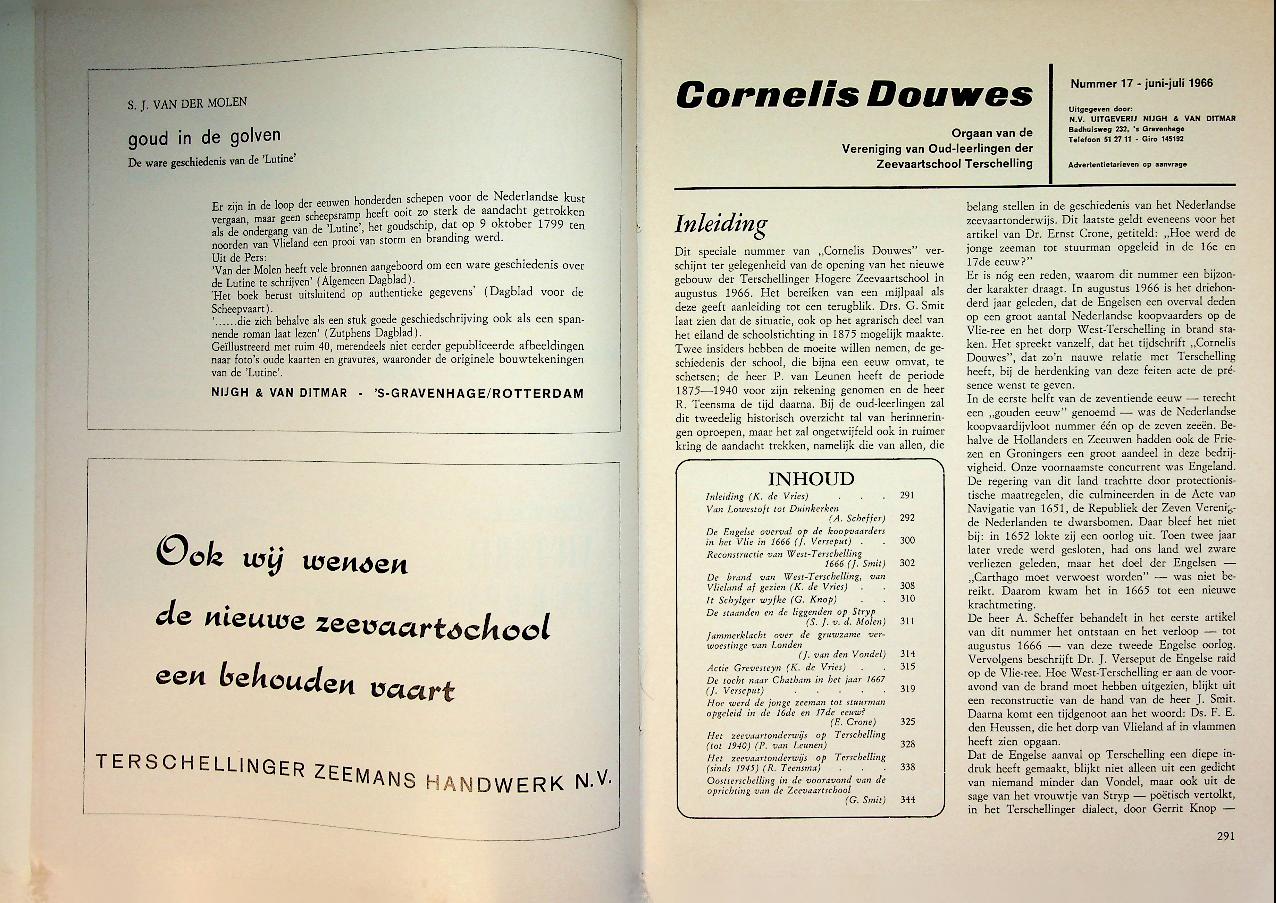 S. J. VAN DER MOLEN
goud in de golven
De ware geschiedenis van de 'Lutine'
Er zijn in de loop der eeuwen honderden schepen voor de Nederlandse kust
vergaan, maar geen scheepsramp heeft ooit zo sterk de aandacht getrokken
als de ondergang van de 'Lutine', het goudschip, dat op 9 oktober 1799 ten
noorden van Vlieland een prooi van storm en branding werd.
Uit de Pers:
'Van der Molen heeft vele bronnen aangeboord om een ware geschiedenis over
de Lutine te schrijven' (Algemeen Dagblad).
'Het boek berust uitsluitend op authentieke gegevens' (Dagblad voor de
Scheepvaart).
'......die zich behalve als een stuk goede geschiedschrijving ook als een span-
nende roman laat lezen' (Zutphens Dagblad).
Geïllustreerd met ruim 40, merendeels niet eerder gepubliceerde afbeeldingen
naar foto's oude kaarten en gravures, waaronder de originele bouwtekeningen
van de 'Lutine'.
NIJGH & VAN DITMAR - 'S-GRAVENHAGE/ROTTERDAM
Ook wij wensen
de nieuwe zeevaartschool
een behouden vaart
TERSCHELLINGER ZEEMANS HANDWERK N.V.
Cornelis Douwes
Orgaan van de
Vereniging van Oud-leerlingen der
Zeevaartschool Terschelling
Nummer 17 - juni-juli 1966
Uitgegeven door:
N.V. UITGEVERIJ NIJGH & VAN DITMAR
Badhuisweg 232, 's Gravenhage
Telefoon 51 27 11 - Giro 145192
Advertentietarieven op aanvrage
Inleiding
Dit speciale nummer van „Cornelis Douwes” ver-
schijnt ter gelegenheid van de opening van het nieuwe
gebouw der Terschellinger Hogere Zeevaartschool in
augustus 1966. Het bereiken van een mijlpaal als
deze geeft aanleiding tot een terugblik. Drs. G. Smit
laat zien dat de situatie, ook op het agrarisch deel van
het eiland de schoolstichting in 1875 mogelijk maakte.
Twee insiders hebben de moeite willen nemen, de ge-
schiedenis der school, die bijna een eeuw omvat, te
schetsen; de heer P. van Leunen heeft de periode
1875—1940 voor zijn rekening genomen en de heer
R. Teensma de tijd daarna. Bij de oud-leerlingen zal
dit tweedelig historisch overzicht tal van herinnerin-
gen oproepen, maar het zal ongetwijfeld ook in ruimer
kring de aandacht trekken, namelijk die van allen, die
INHOUD
Inleiding (K. de Vries) . . . 291
Van Lowestoft tot Duinkerken
(A. Scheffer) 292
De Engelse overval op de koopvaarders
in het Vlie in 1666 (J. Verseput) . . 300
Reconstructie van West-Terschelling
1666 (J. Smit) 302
De brand van West-Terschelling, van
Vlieland af gezien (K. de Vries) . . 308
It Schylger wyfke (G. Knop) . . 310
De staanden en de liggenden op Stryp
(S. J. v. d. Molen) 311
Jammerklacht over de gruwzame ver-
woestinge van Londen
(J. van den Vondel) 314
Actie Grevesteyn (K. de Vries) . . 315
De tocht naar Chatham in het jaar 1667
(J. Verseput) . . . . . 319
Hoe werd de jonge zeeman tot stuurman
opgeleid in de 16de en 17de eeuw?
(E. Crone) 325
Het zeevaartonderwijs op Terschelling
(tot 1940) (P. van Leunen) . . 328
Het zeevaartonderwijs op Terschelling
(sinds 1945) (R. Teensma) . . . 338
Oosterschelling in de vooravond van de
oprichting van de Zeevaartschool
(G. Smit) 344
belang stellen in de geschiedenis van het Nederlandse
zeevaartonderwijs. Dit laatste geldt eveneens voor het
artikel van Dr. Ernst Crone, getiteld: „Hoe werd de
jonge zeeman tot stuurman opgeleid in de 16e en
17de eeuw?”
Er is nóg een reden, waarom dit nummer een bijzon-
der karakter draagt. In augustus 1966 is het driehon-
derd jaar geleden, dat de Engelsen een overval deden
op een groot aantal Nederlandse koopvaarders op de
Vlie-ree en het dorp West-Terschelling in brand sta-
ken. Het spreekt vanzelf, dat het tijdschrift „Cornelis
Douwes”, dat zo'n nauwe relatie met Terschelling
heeft, bij de herdenking van deze feiten acte de pré-
sence wenst te geven.
In de eerste helft van de zeventiende eeuw — terecht
een „gouden eeuw” genoemd — was de Nederlandse
koopvaardijvloot nummer één op de zeven zeeën. Be-
halve de Hollanders en Zeeuwen hadden ook de Frie-
zen en Groningers een groot aandeel in deze bedrij-
vigheid. Onze voornaamste concurrent was Engeland.
De regering van dit land trachtte door protectionis-
tische maatregelen, die culmineerden in de Acte van
Navigatie van 1651, de Republiek der Zeven Verenig-
de Nederlanden te dwarsbomen. Daar bleef het niet
bij: in 1652 lokte zij een oorlog uit. Toen twee jaar
later vrede werd gesloten, had ons land wel zware
verliezen geleden, maar het doel der Engelsen —
„Carthago moet verwoest worden” — was niet be-
reikt. Daarom kwam het in 1665 tot een nieuwe
krachtmeting.
De heer A. Scheffer behandelt in het eerste artikel
van dit nummer het ontstaan en het verloop — tot
augustus 1666 — van deze tweede Engelse oorlog.
Vervolgens beschrijft Dr. J. Verseput de Engelse raid
op de Vlie-ree. Hoe West-Terschelling er aan de voor-
avond van de brand moet hebben uitgezien, blijkt uit
een reconstructie van de hand van de heer J. Smit.
Daarna komt een tijdgenoot aan het woord: Ds. F. E.
den Heussen, die het dorp van Vlieland af in vlammen
heeft zien opgaan.
Dat de Engelse aanval op Terschelling een diepe in-
druk heeft gemaakt, blijkt niet alleen uit een gedicht
van niemand minder dan Vondel, maar ook uit de
sage van het vrouwtje van Stryp — poëtisch vertolkt,
in het Terschellinger dialect, door Gerrit Knop —
291